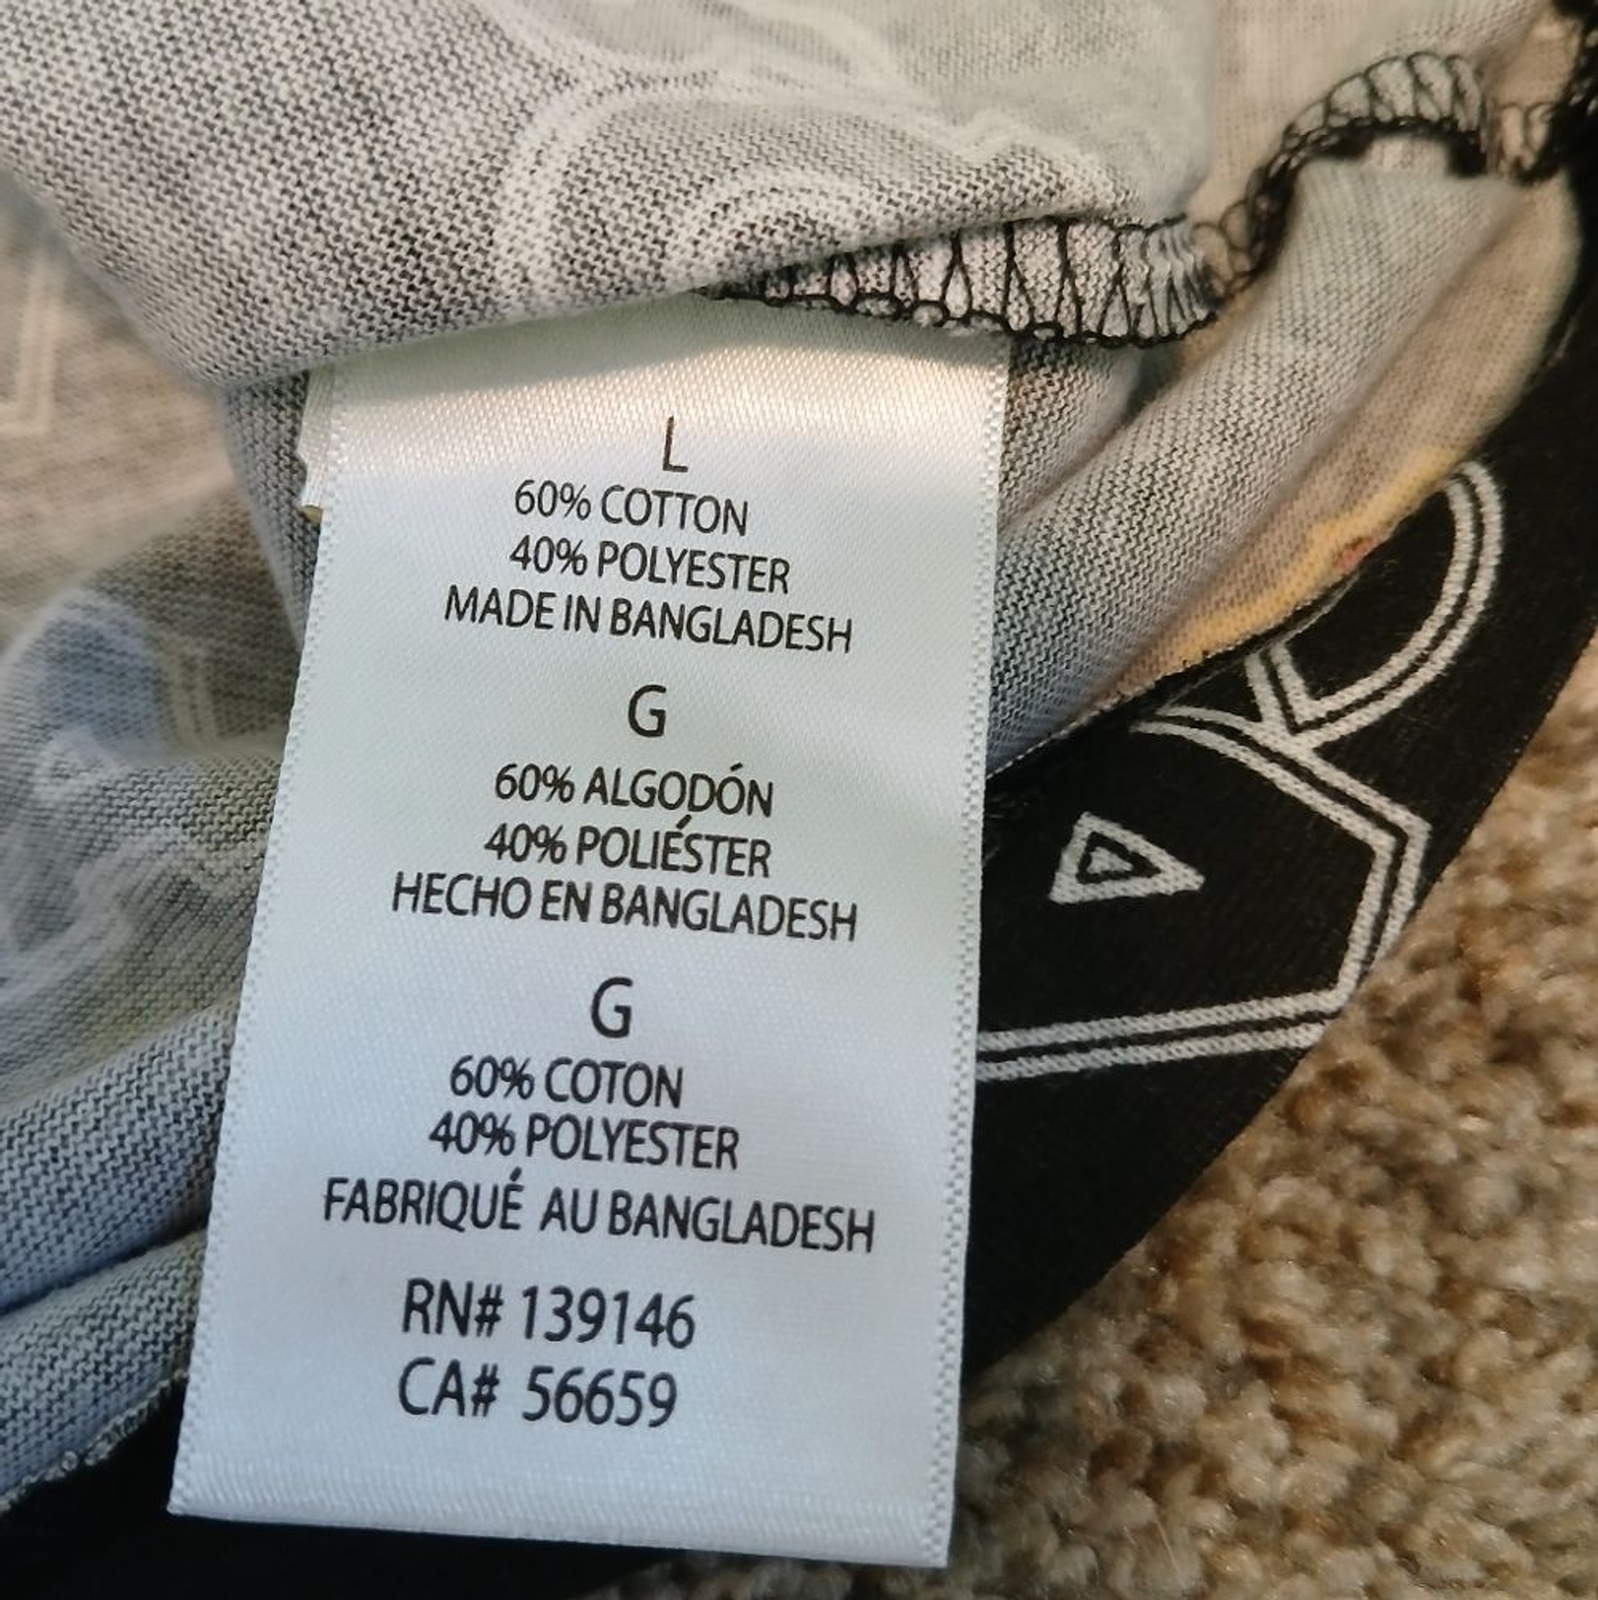 L
60% COTTON
40% POLYESTER
MADE IN BANGLADESH
G
60% ALGODÓN
40% POLIÉSTER
HECHO EN BANGLADESH
G
60% COTON
40% POLYESTER
FABRIQUÉ AU BANGLADESH
RN# 139146
CA# 56659